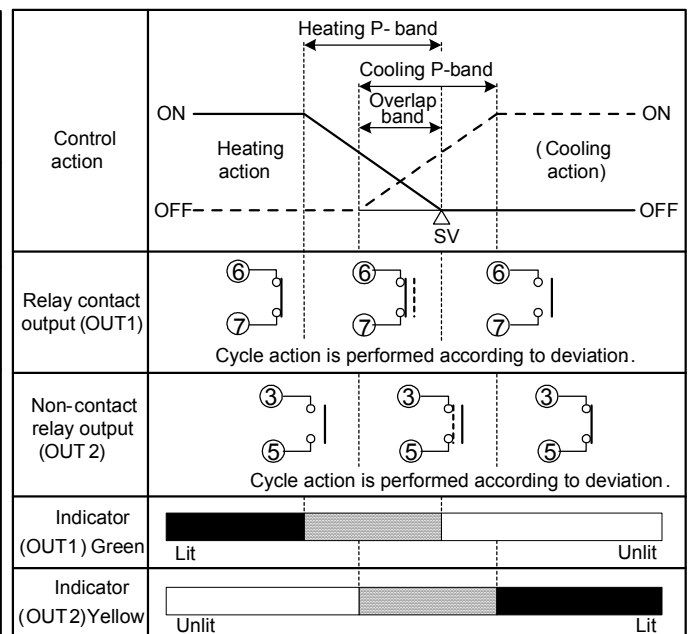 Heating P- band
Cooling P-band
Overlap
band
Control
action
ON
ON
Heating
action
(Cooling
action)
OFF
OFF
SV
Relay contact
output (OUT1)
6
6
6
7
7
7
Cycle action is performed according to deviation.
Non-contact
relay output
(OUT 2)
3
3
3
5
5
5
Cycle action is performed according to deviation.
Indicator
(OUT1) Green
Lit
Unlit
Indicator
(OUT2)Yellow
Unlit
Lit